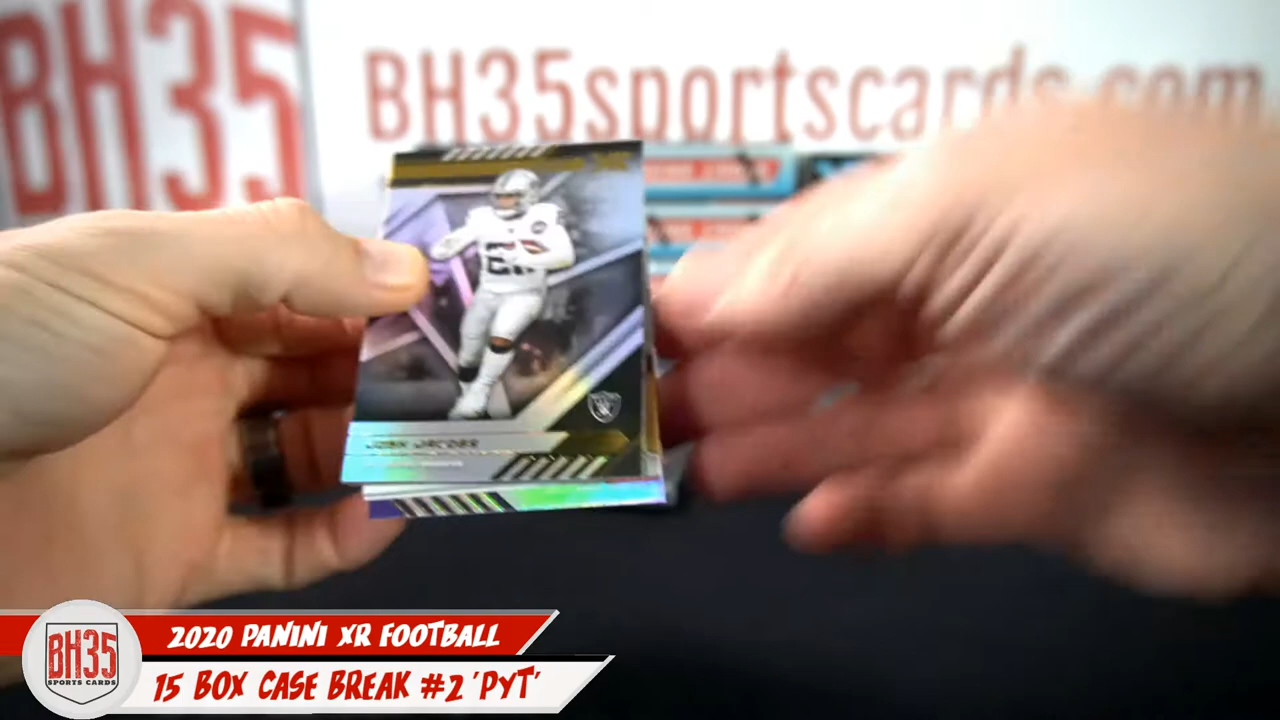 BH35
BH35sportscards.com
JOSH JACOBS
BH35
SPORTS CARDS
2020 PANINI XR FOOTBALL
15 BOX CASE BREAK #2 'PYT'